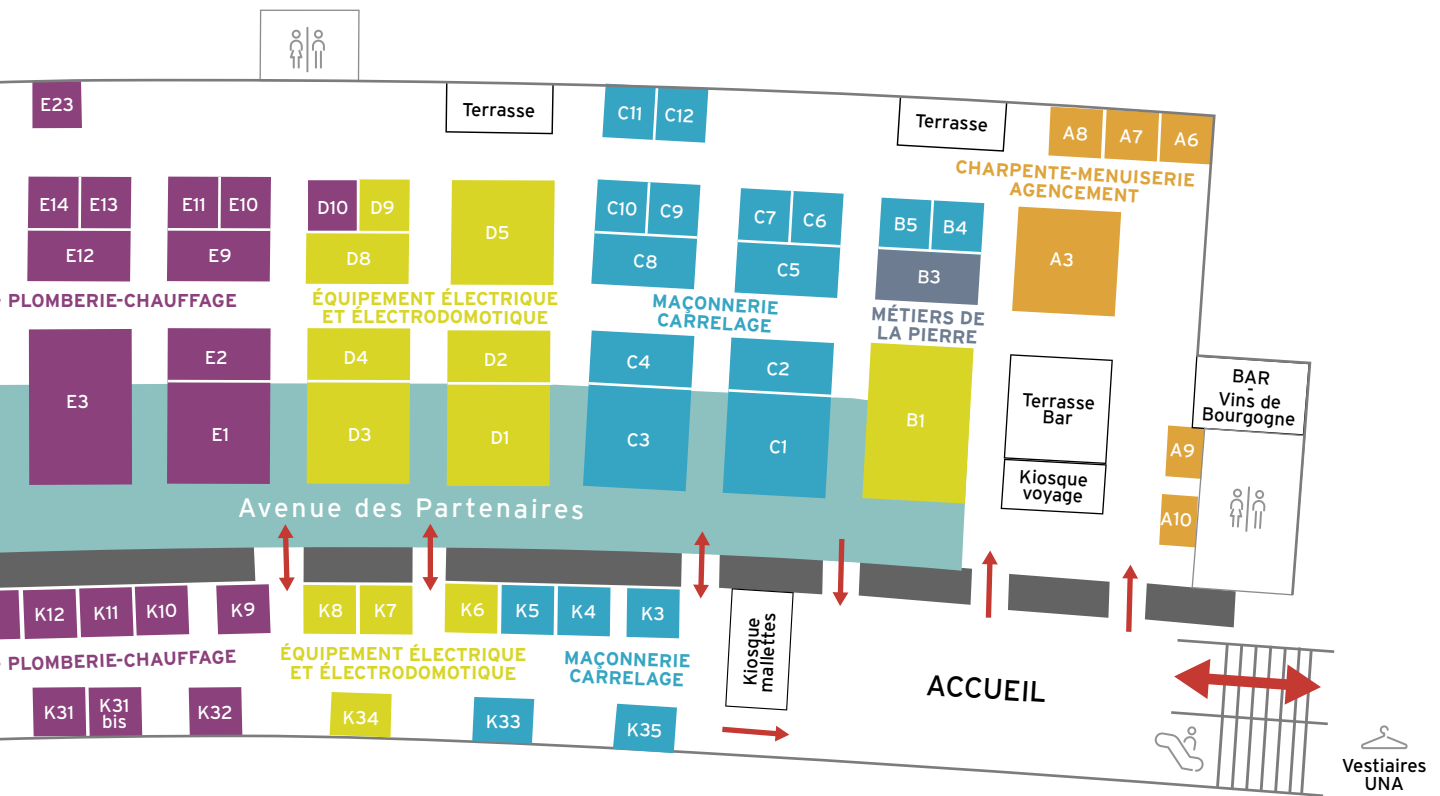 E23
Terrasse
C11
C12
Terrasse
A8
A7
A6
CHARPENTE-MENUISERIE
AGENCEMENT
E14
E13
E11
E10
D10
D9
D5
C10
C9
C7
C6
B5
B4
A3
E12
E9
D8
C8
C5
B3
- PLOMBERIE-CHAUFFAGE
ÉQUIPEMENT ÉLECTRIQUE
ET ÉLECTRODOMOTIQUE
MAÇONNERIE
CARRELAGE
MÉTIERS DE
LA PIERRE
E3
E2
D4
D2
C4
C2
B1
Terrasse
Bar
BAR
-
Vins de
Bourgogne
E1
D3
D1
C3
C1
A9
Kiosque
voyage
A10
Avenue des Partenaires
K12
K11
K10
K9
K8
K7
K6
K5
K4
K3
Kiosque
mallettes
- PLOMBERIE-CHAUFFAGE
ÉQUIPEMENT ÉLECTRIQUE
ET ÉLECTRODOMOTIQUE
MAÇONNERIE
CARRELAGE
ACCUEIL
K31
K31
bis
K32
K34
K33
K35
Vestiaires
UNA